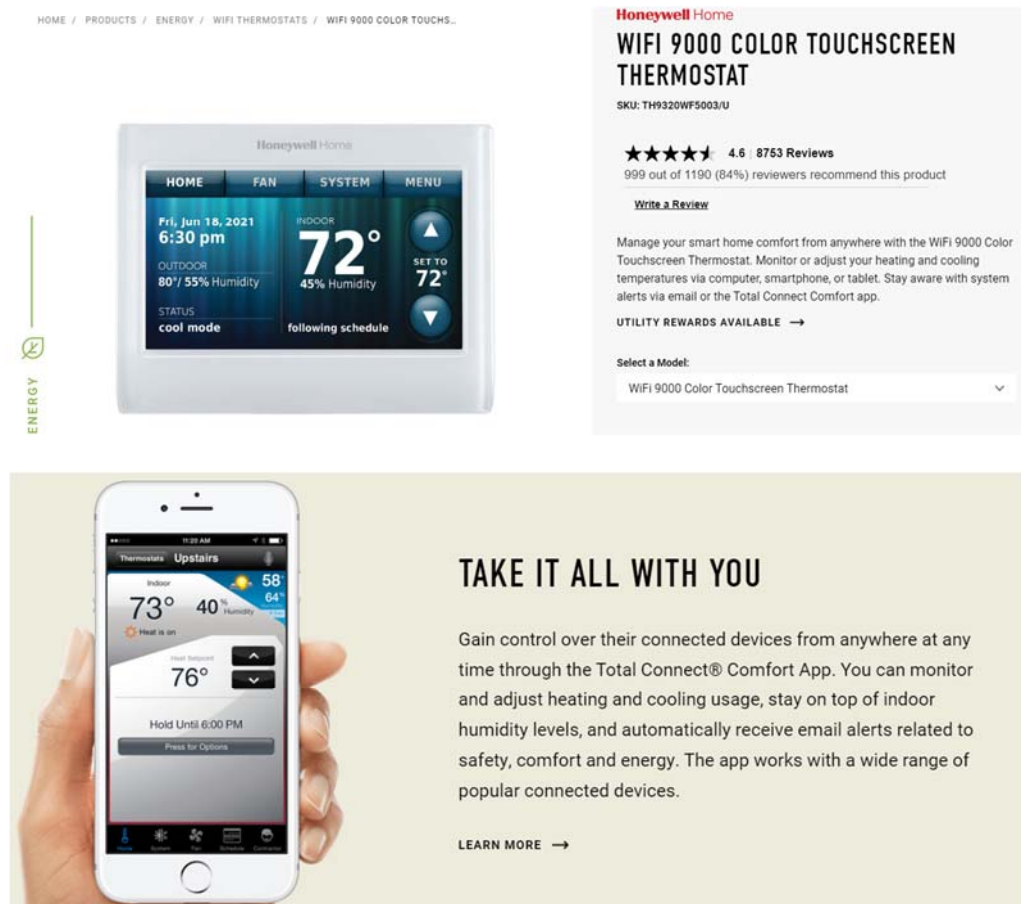 HOME / PRODUCTS / ENERGY / WIFI THERMOSTATS / WIFI 9000 COLOR TOUCHS...
Honeywell Home
WIFI 9000 COLOR TOUCHSCREEN
THERMOSTAT
SKU: TH9320WF5003/U
4.6 | 8753 Reviews
999 out of 1190 (84%) reviewers recommend this product
Write a Review
Manage your smart home comfort from anywhere with the WiFi 9000 Color
Touchscreen Thermostat. Monitor or adjust your heating and cooling
temperatures via computer, smartphone, or tablet. Stay aware with system
alerts via email or the Total Connect Comfort app.
UTILITY REWARDS AVAILABLE →
Select a Model:
WiFi 9000 Color Touchscreen Thermostat
Honeywell Home
HOME FAN SYSTEM MENU
Fri, Jun 18, 2021
6:30 pm
OUTDOOR
80°/ 55% Humidity
STATUS
cool mode
INDOOR
72°
45% Humidity
following schedule
SET TO
72°
ENERGY
11:20 AM
Thermostats Upstairs
Indoor
73° 40% Humidity
58°
64%
Heat is on
Heat Setpoint
76°
Hold Until 6:00 PM
Press for Options
Home System Fan Schedule Contractor
TAKE IT ALL WITH YOU
Gain control over their connected devices from anywhere at any
time through the Total Connect® Comfort App. You can monitor
and adjust heating and cooling usage, stay on top of indoor
humidity levels, and automatically receive email alerts related to
safety, comfort and energy. The app works with a wide range of
popular connected devices.
LEARN MORE →